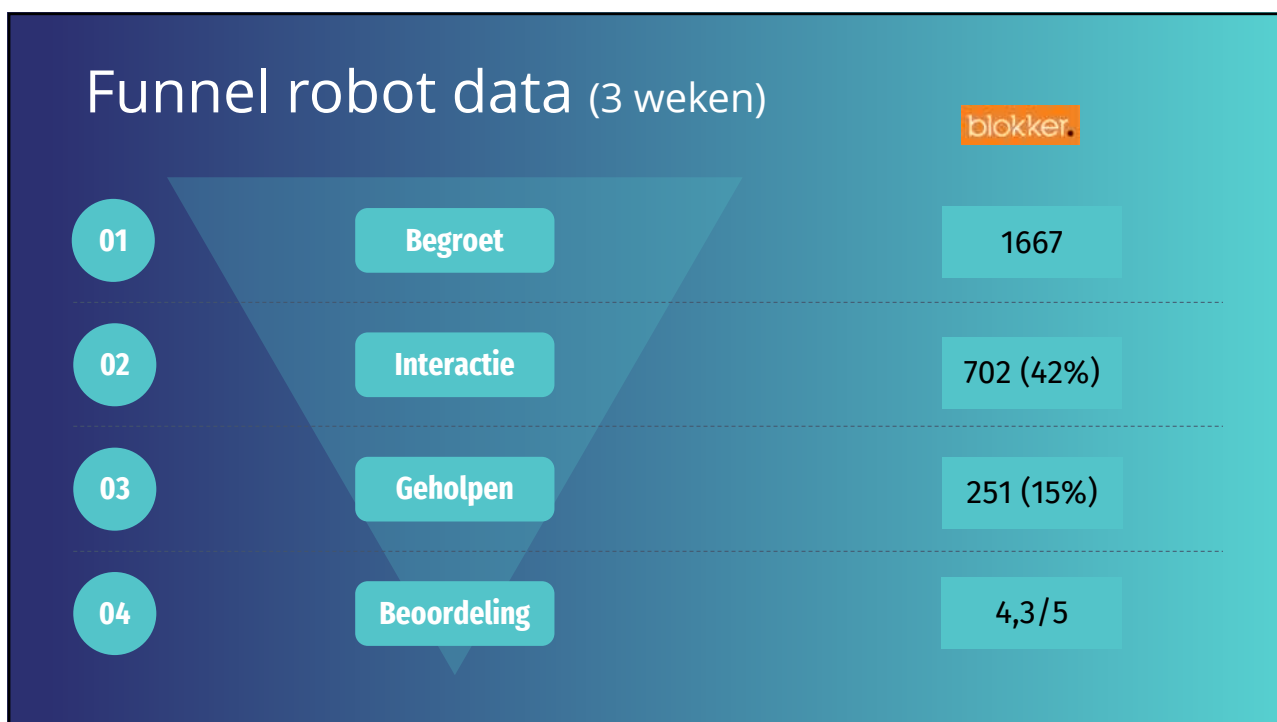 Funnel robot data (3 weken)
blokker.
01 Begroet 1667
02 Interactie 702 (42%)
03 Geholpen 251 (15%)
04 Beoordeling 4,3/5